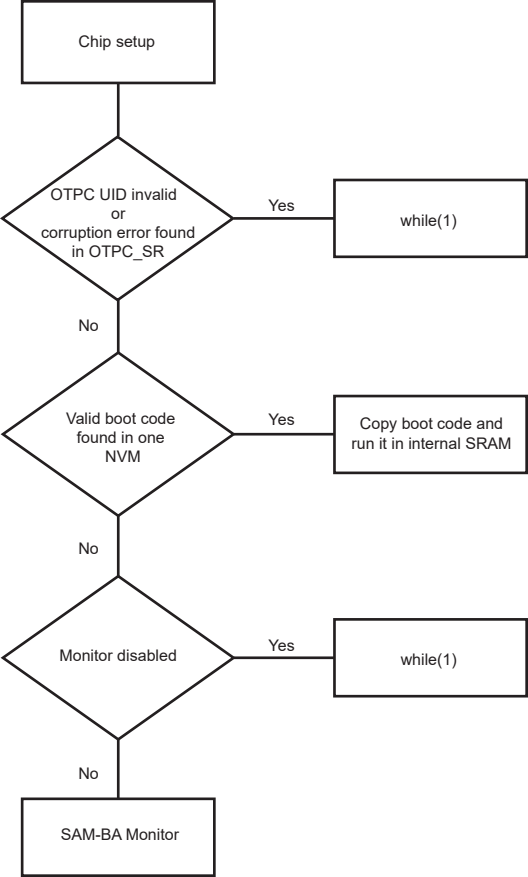 Chip setup
OTPC UID invalid
or
corruption error found
in OTPC_SR
Yes
while(1)
No
Valid boot code
found in one
NVM
Yes
Copy boot code and
run it in internal SRAM
No
Monitor disabled
Yes
while(1)
No
SAM-BA Monitor